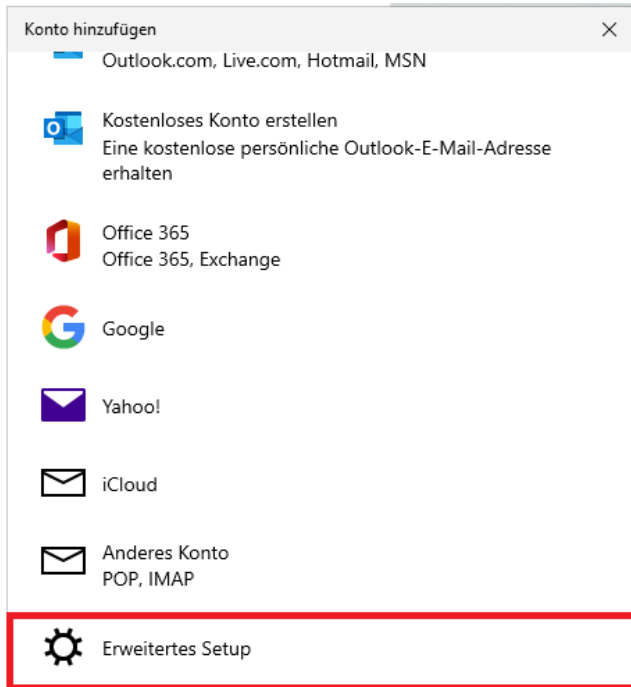 Konto hinzufügen
Outlook.com, Live.com, Hotmail, MSN
Kostenloses Konto erstellen
Eine kostenlose persönliche Outlook-E-Mail-Adresse
erhalten
Office 365
Office 365, Exchange
Google
Yahoo!
iCloud
Anderes Konto
POP, IMAP
Erweitertes Setup